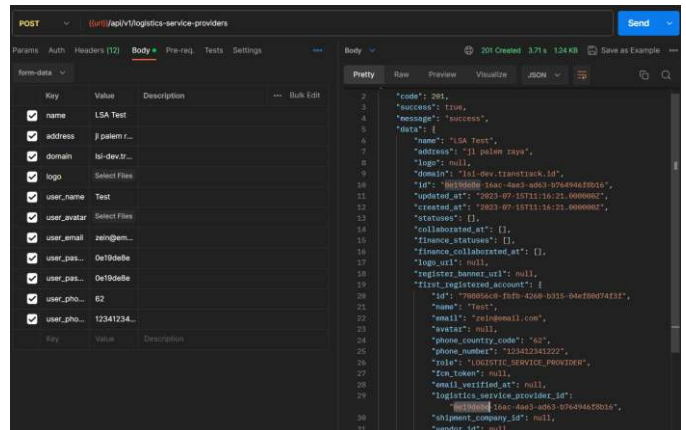 POST
{{url}}/api/v1/logistics-service-providers
Send
Params Auth Headers (12) Body Pre-req. Tests Settings
form-data
Key Value Description Bulk Edit
name LSA Test
address jl palem r...
domain lsi-dev.tr...
logo Select Files
user_name Test
user_avatar Select Files
user_email zein@em...
user_pas... 0e19de8e
user_pas... 0e19de8e
user_pho... 62
user_pho... 12341234...
Key Value Description
Body 201 Created 3.71 s 1.24 KB Save as Example
Pretty Raw Preview Visualize JSON
2 "code": 201,
3 "success": true,
4 "message": "success",
5 "data": {
6 "name": "LSA Test",
7 "address": "jl palem raya",
8 "logo": null,
9 "domain": "lsi-dev.transtrack.id",
10 "id": "0e19de8e-16ac-4ae3-ad63-b764946f8b16",
11 "updated_at": "2023-07-15T11:16:21.000000Z",
12 "created_at": "2023-07-15T11:16:21.000000Z",
13 "statuses": [],
14 "collaborated_at": [],
15 "finance_statuses": [],
16 "finance_collaborated_at": [],
17 "logo_url": null,
18 "register_banner_url": null,
19 "first_registered_account": {
20 "id": "708056c0-fbfb-4260-b315-04ef80d74f3f",
21 "name": "Test",
22 "email": "zein@email.com",
23 "avatar": null,
24 "phone_country_code": "62",
25 "phone_number": "123412341222",
26 "role": "LOGISTIC_SERVICE_PROVIDER",
27 "fcm_token": null,
28 "email_verified_at": null,
29 "logistics_service_provider_id":
"0e19de8e-16ac-4ae3-ad63-b764946f8b16",
30 "shipment_company_id": null,
31 "vendor_id": null,